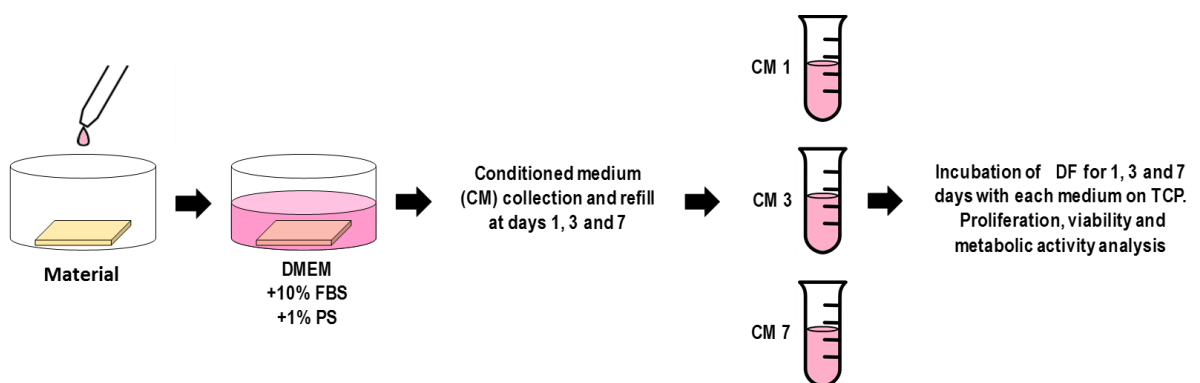 Material
DMEM
+10% FBS
+1% PS
Conditioned medium
(CM) collection and refill
at days 1, 3 and 7
CM 1
CM 3
CM 7
Incubation of DF for 1, 3 and 7
days with each medium on TCP.
Proliferation, viability and
metabolic activity analysis